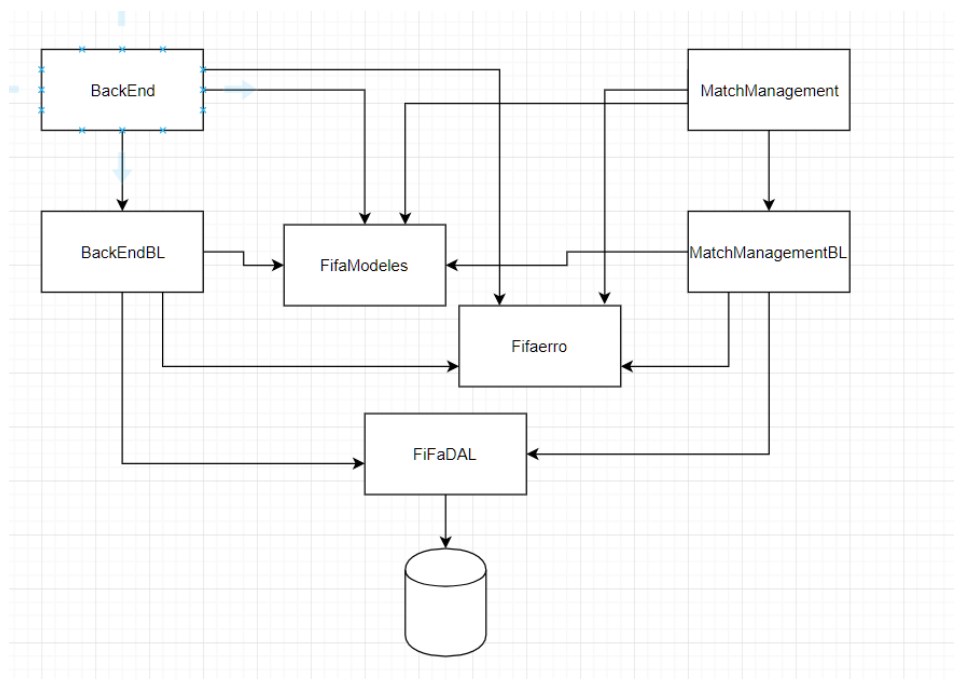 BackEnd
MatchManagement
BackEndBL
FifaModeles
MatchManagementBL
Fifaerro
FiFaDAL